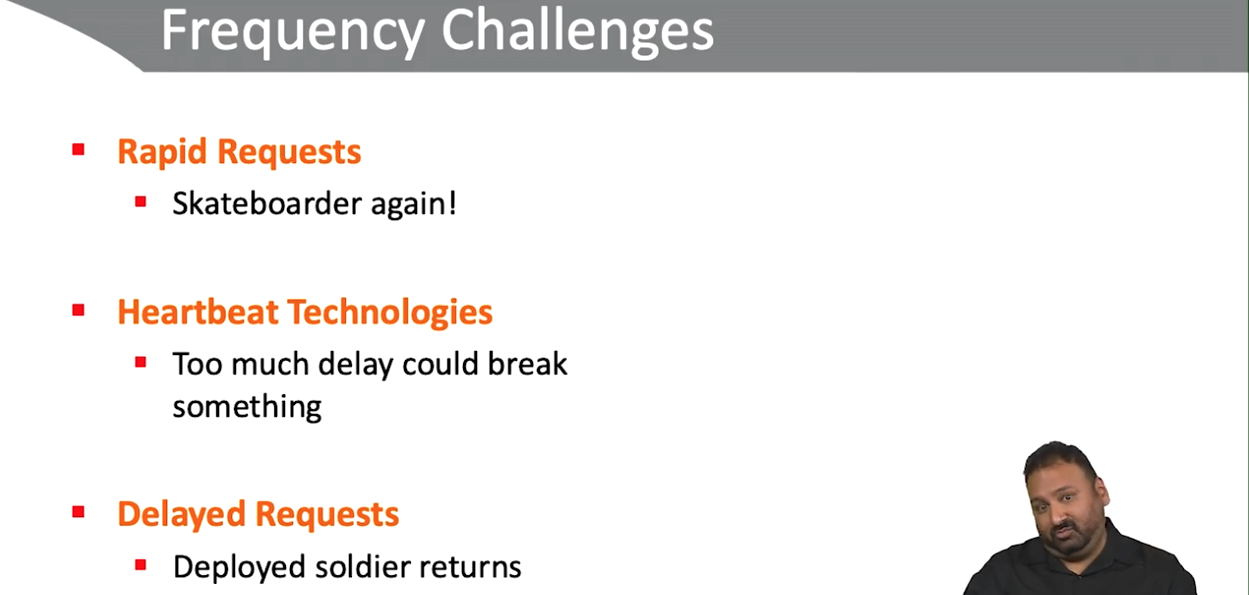 Frequency Challenges
Rapid Requests
Skateboarder again!
Heartbeat Technologies
Too much delay could break
something
Delayed Requests
Deployed soldier returns